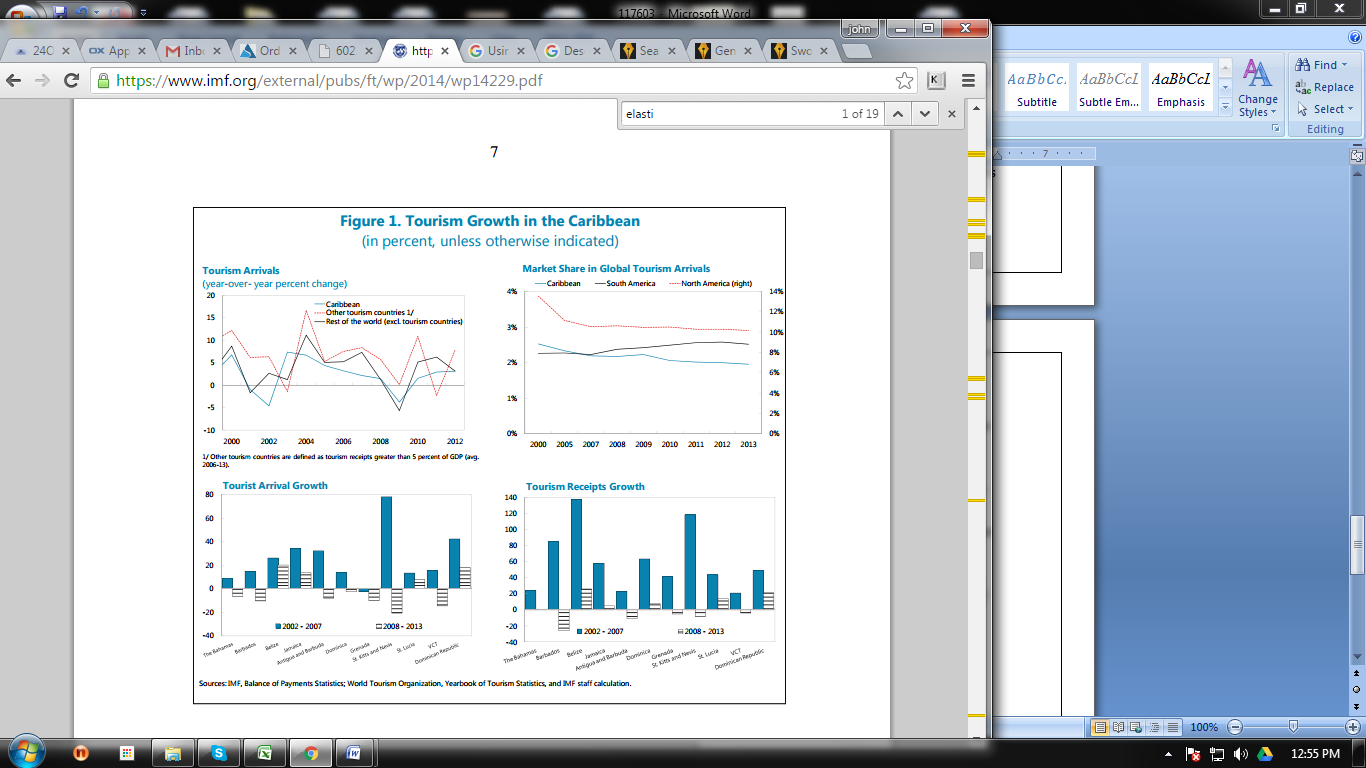 117603 - Microsoft Word
john
24C
App
Inb
Ord
602
http
Usin
Des
Sea
Gen
Swo
https://www.imf.org/external/pubs/ft/wp/2014/wp14229.pdf
elasti 1 of 19
7
Figure 1. Tourism Growth in the Caribbean
(in percent, unless otherwise indicated)
Tourism Arrivals
(year-over- year percent change)
20
15
10
5
0
-5
-10
Caribbean
Other tourism countries 1/
Rest of the world (excl. tourism countries)
2000 2002 2004 2006 2008 2010 2012
1/ Other tourism countries are defined as tourism receipts greater than 5 percent of GDP (avg.
2006-13).
Market Share in Global Tourism Arrivals
Caribbean South America North America (right)
4%
3%
2%
1%
0%
14%
12%
10%
8%
6%
4%
2%
0%
2000 2005 2007 2008 2009 2010 2011 2012 2013
Tourist Arrival Growth
80
60
40
20
0
-20
-40
2002 - 2007 2008 - 2013
The Bahamas
Barbados
Belize
Jamaica
Antigua and Barbuda
Dominica
Grenada
St. Kitts and Nevis
St. Lucia
VCT
Dominican Republic
Tourism Receipts Growth
140
120
100
80
60
40
20
0
-20
-40
2002 - 2007 2008 - 2013
The Bahamas
Barbados
Belize
Jamaica
Antigua and Barbuda
Dominica
Grenada
St. Kitts and Nevis
St. Lucia
VCT
Dominican Republic
Sources: IMF, Balance of Payments Statistics; World Tourism Organization, Yearbook of Tourism Statistics, and IMF staff calculation.
AaBbCc. AaBbCcL AaBbCcL
Subtitle Subtle Em... Emphasis
Change
Styles
Find
Replace
Select
Editing
7
100%
12:55 PM